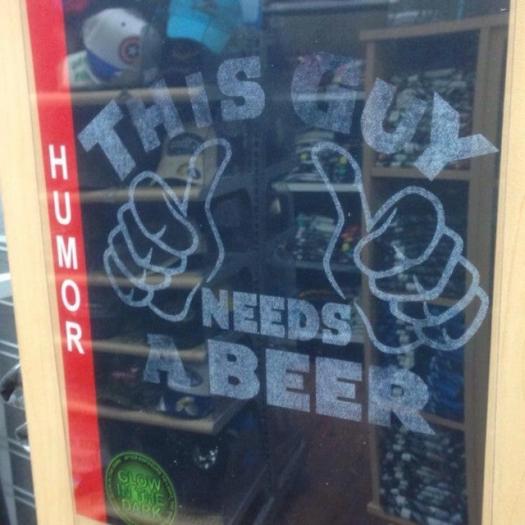 HUMOR
THIS GUY
NEEDS
A BEER
GLOW
IN THE
DARK